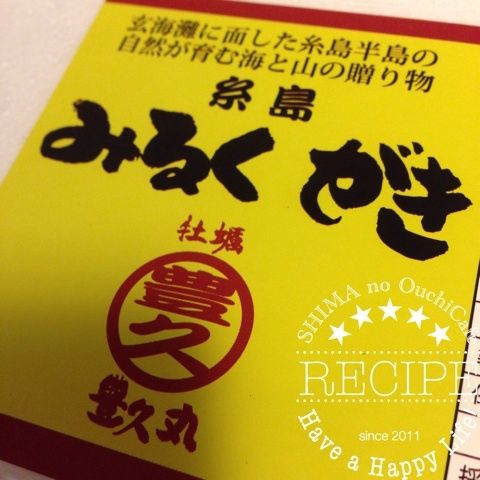 玄海灘に面した糸島半島の
自然が育む海と山の贈り物
糸島
みるく がき
牡蠣
豊久
豊久丸
SHIMA no OuchiCafe
RECIPE
since 2011
Have a Happy Life!